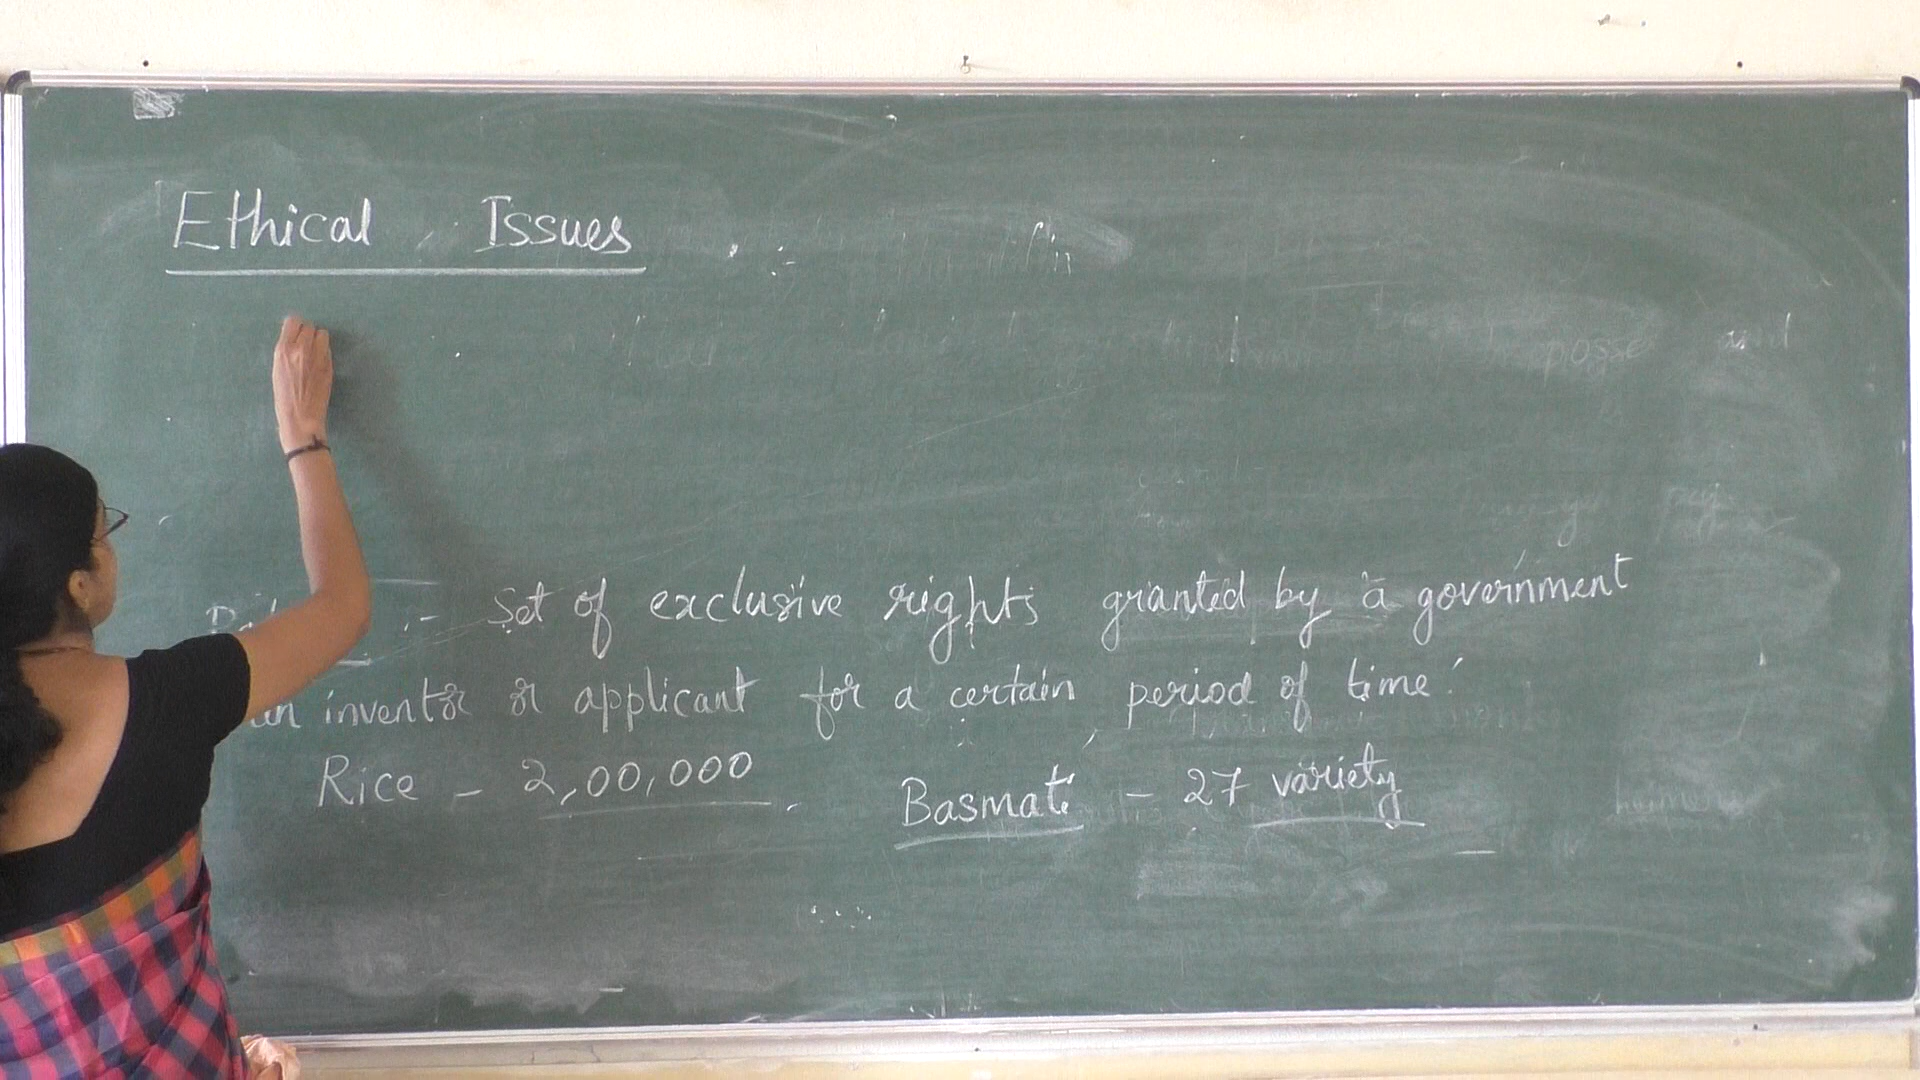 Ethical Issues
:- Set of exclusive rights granted by a government
an inventor or applicant for a certain period of time.
Rice - 2,00,000. Basmati - 27 variety